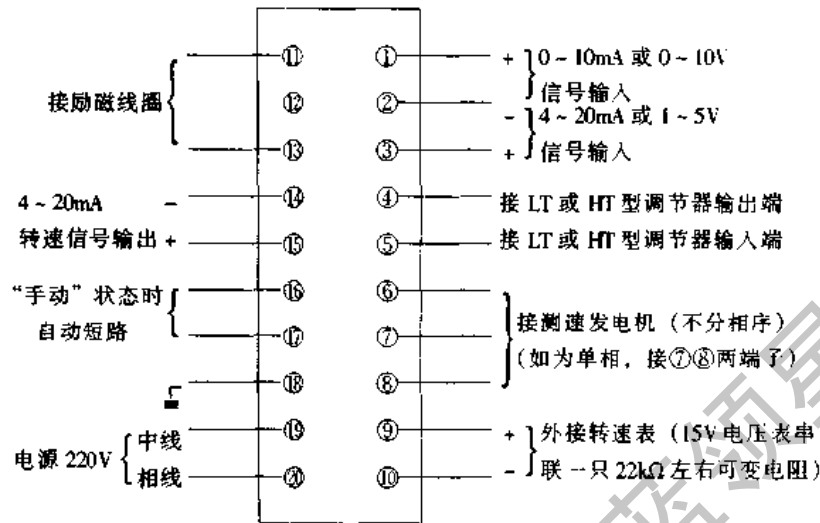 ⑪ ① + 0~10mA 或 0~10V
信号输入
接励磁线圈 ⑫ ② - 4~20mA 或 1~5V
⑬ ③ + 信号输入
4~20mA - ⑭ ④ 接 LT 或 HT 型调节器输出端
转速信号输出 + ⑮ ⑤ 接 LT 或 HT 型调节器输入端
“手动”状态时 ⑯ ⑥
自动短路 ⑰ ⑦ 接测速发电机（不分相序）
⑱ ⑧ (如为单相，接⑦⑧两端子）
电源 220V 中线 ⑲ ⑨ + 外接转速表（15V 电压表串
相线 ⑳ ⑩ - 联一只 22kΩ 左右可变电阻）
蓝领星